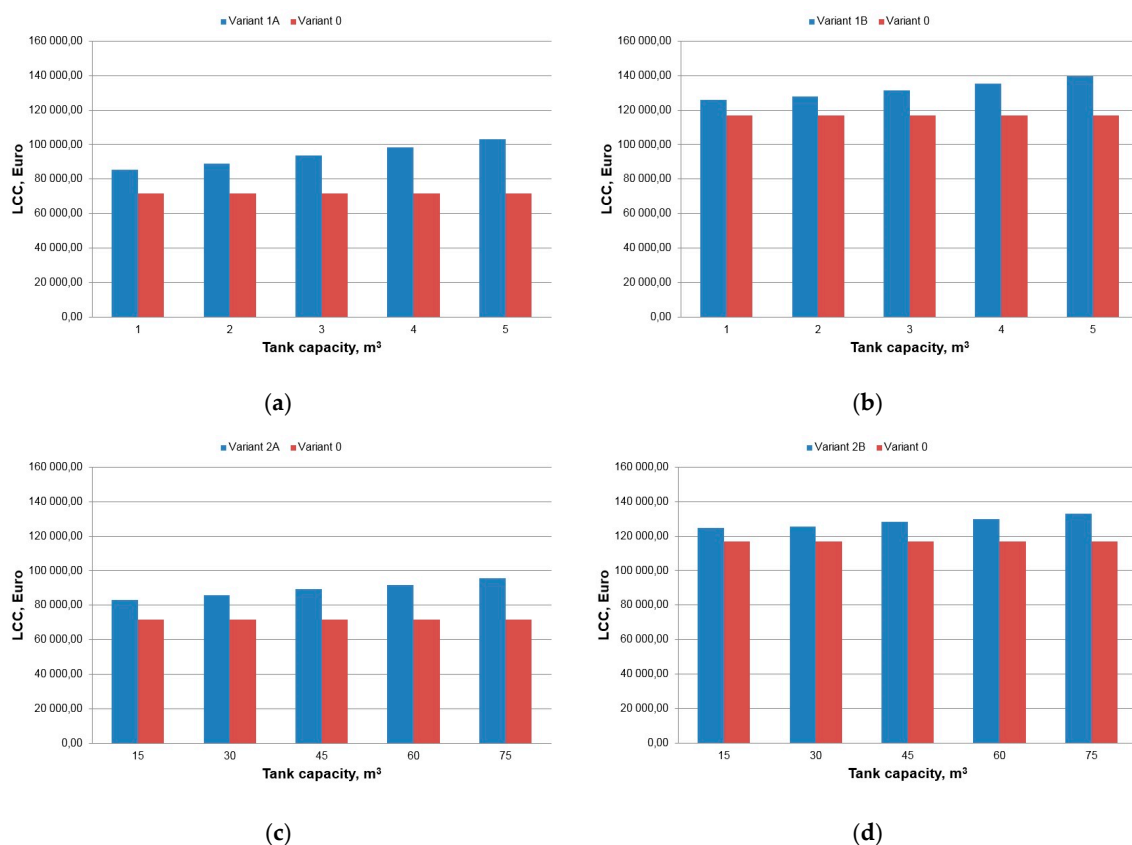 Variant 1A Variant 0
160 000,00
140 000,00
120 000,00
100 000,00
80 000,00
60 000,00
40 000,00
20 000,00
0,00
LCC, Euro
1 2 3 4 5
Tank capacity, m³
(a)
Variant 1B Variant 0
160 000,00
140 000,00
120 000,00
100 000,00
80 000,00
60 000,00
40 000,00
20 000,00
0,00
LCC, Euro
1 2 3 4 5
Tank capacity, m³
(b)
Variant 2A Variant 0
160 000,00
140 000,00
120 000,00
100 000,00
80 000,00
60 000,00
40 000,00
20 000,00
0,00
LCC, Euro
15 30 45 60 75
Tank capacity, m³
(c)
Variant 2B Variant 0
160 000,00
140 000,00
120 000,00
100 000,00
80 000,00
60 000,00
40 000,00
20 000,00
0,00
LCC, Euro
15 30 45 60 75
Tank capacity, m³
(d)